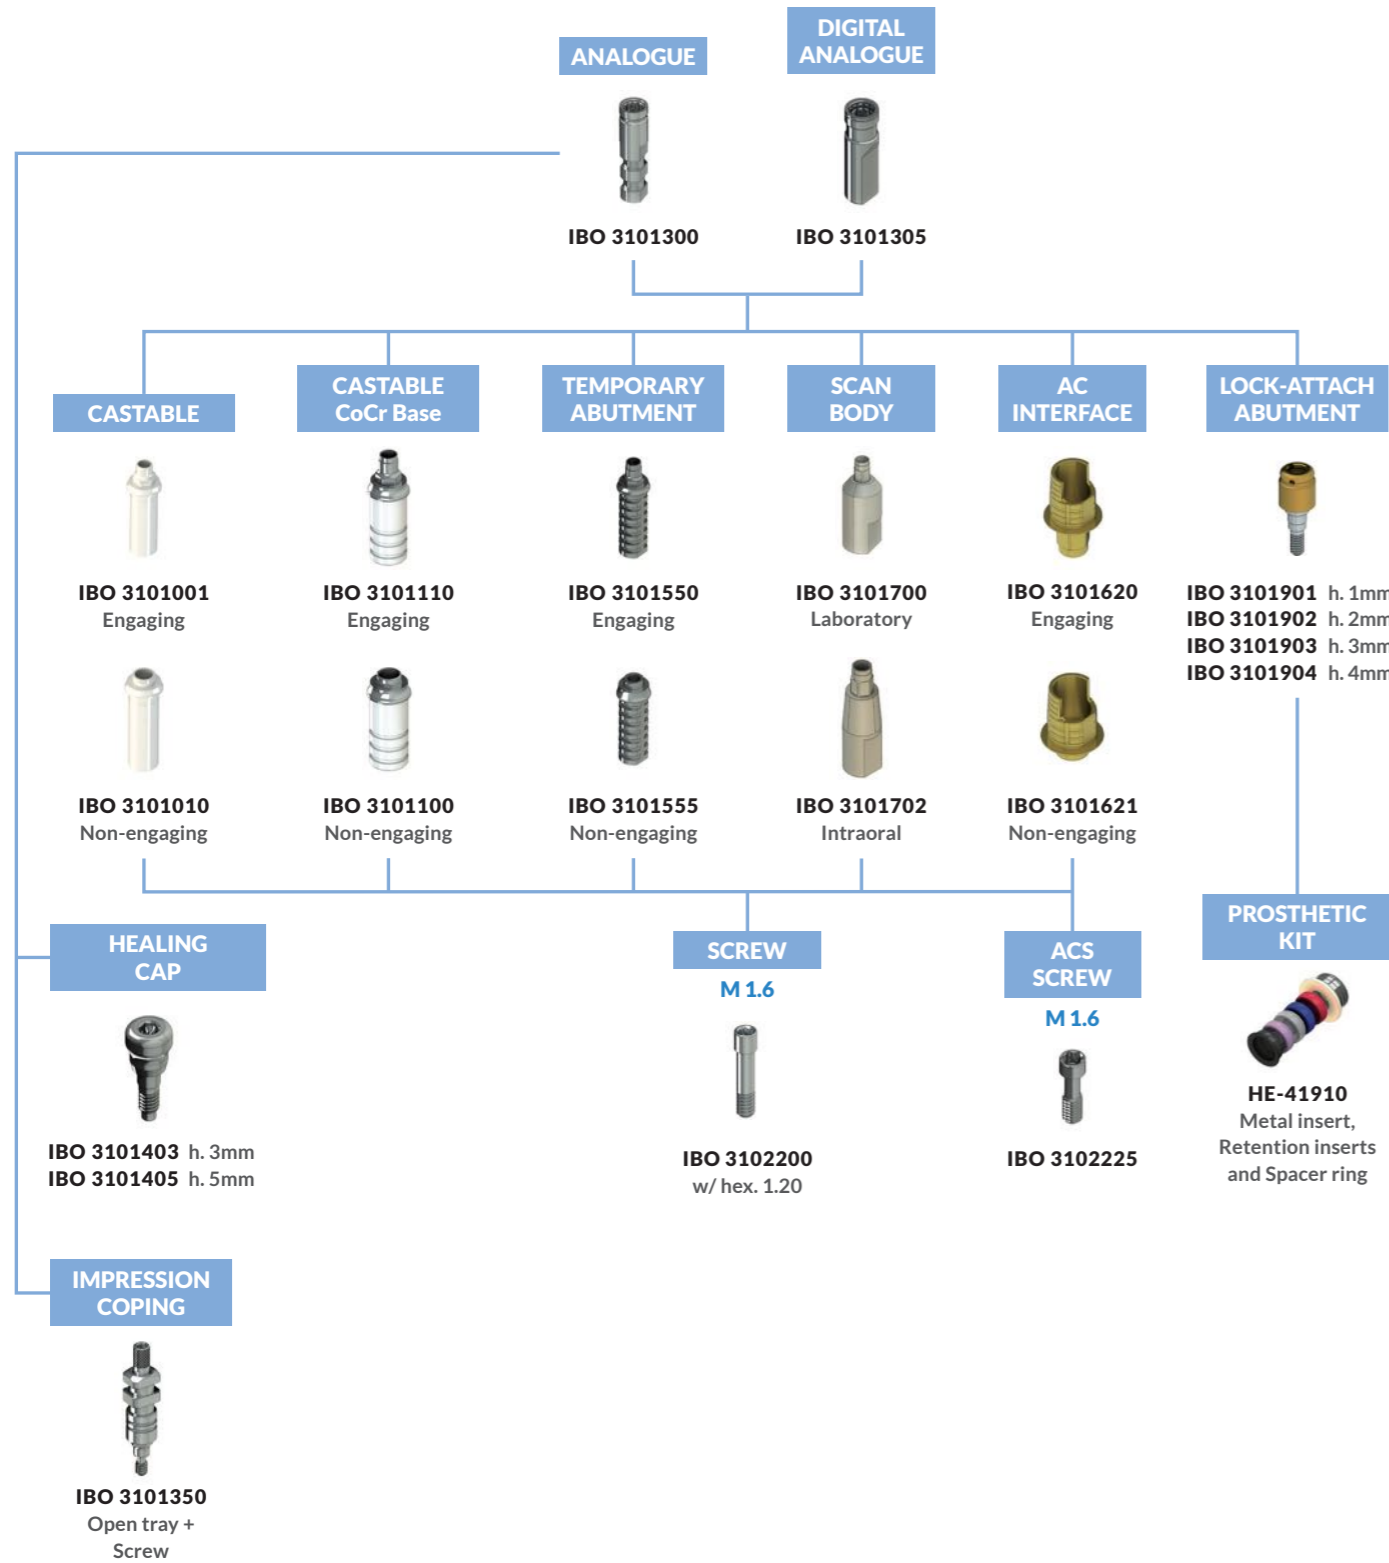 ANALOGUE
IBO 3101300
DIGITAL
ANALOGUE
IBO 3101305
CASTABLE
IBO 3101001
Engaging
IBO 3101010
Non-engaging
CASTABLE
CoCr Base
IBO 3101110
Engaging
IBO 3101100
Non-engaging
TEMPORARY
ABUTMENT
IBO 3101550
Engaging
IBO 3101555
Non-engaging
SCAN
BODY
IBO 3101700
Laboratory
IBO 3101702
Intraoral
AC
INTERFACE
IBO 3101620
Engaging
IBO 3101621
Non-engaging
LOCK-ATTACH
ABUTMENT
IBO 3101901 h. 1mm
IBO 3101902 h. 2mm
IBO 3101903 h. 3mm
IBO 3101904 h. 4mm
HEALING
CAP
IBO 3101403 h. 3mm
IBO 3101405 h. 5mm
SCREW
M 1.6
IBO 3102200
w/ hex. 1.20
ACS
SCREW
M 1.6
IBO 3102225
PROSTHETIC
KIT
HE-41910
Metal insert,
Retention inserts
and Spacer ring
IMPRESSION
COPING
IBO 3101350
Open tray +
Screw